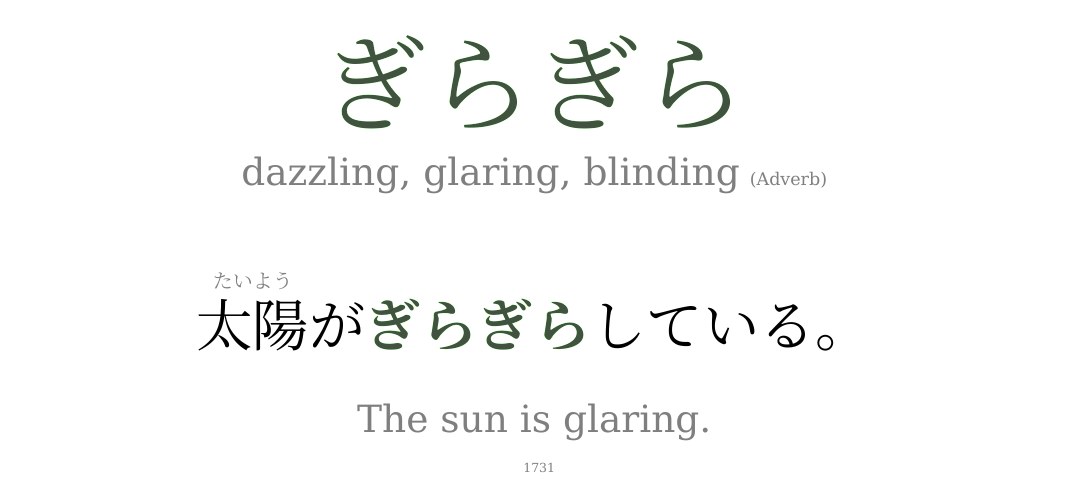 ぎらぎら
dazzling, glaring, blinding (Adverb)
たいよう
太陽がぎらぎらしている。
The sun is glaring.
1731